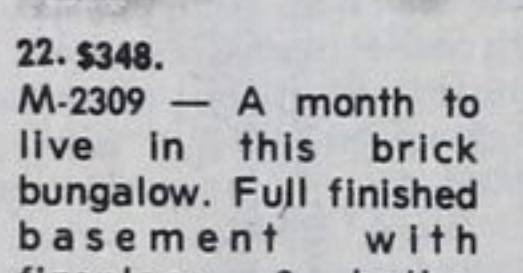 22. $348.
M-2309 — A month to
live in this brick
bungalow. Full finished
basement with